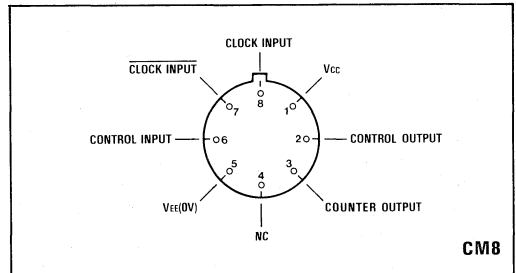 CLOCK INPUT
CLOCK INPUT
VCC
8
7
1
CONTROL INPUT
6
2
CONTROL OUTPUT
5
4
3
VEE(0V)
COUNTER OUTPUT
NC
CM8